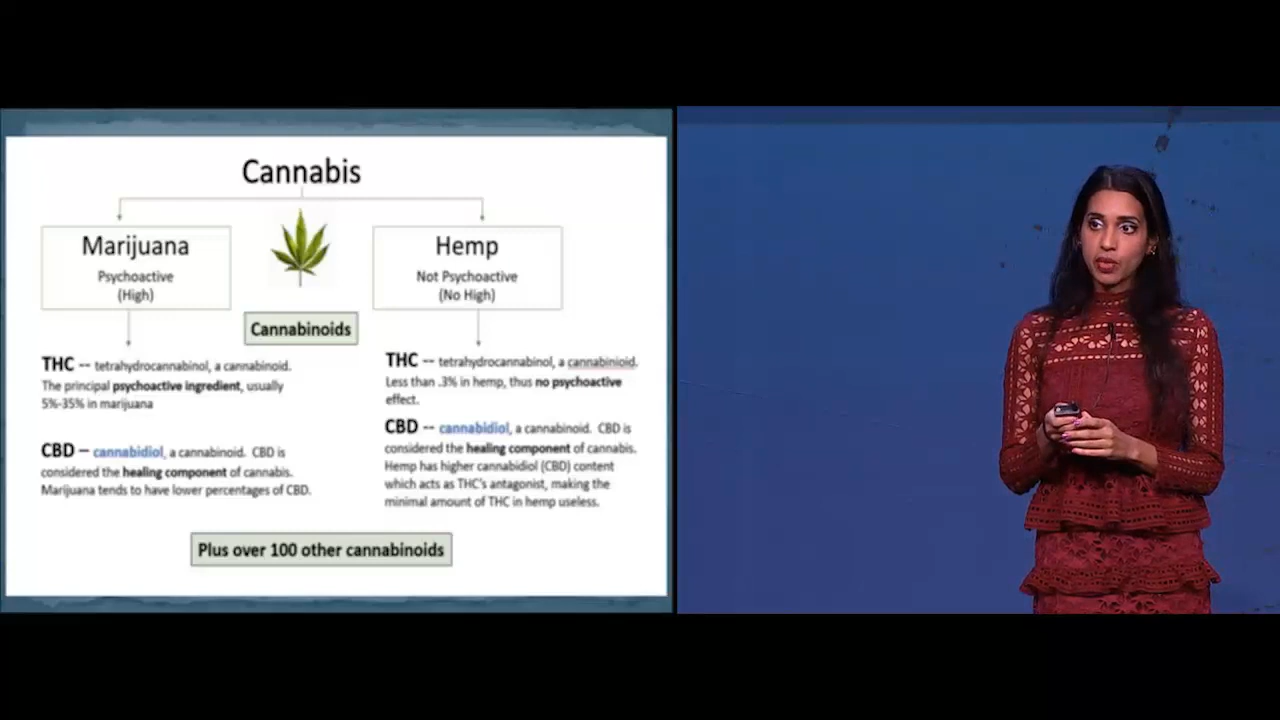 Cannabis
Marijuana
Psychoactive
(High)
Hemp
Not Psychoactive
(No High)
Cannabinoids
THC -- tetrahydrocannabinol, a cannabinoid.
The principal psychoactive ingredient, usually
5%-35% in marijuana
CBD – cannabidiol, a cannabinoid. CBD is
considered the healing component of cannabis.
Marijuana tends to have lower percentages of CBD.
THC -- tetrahydrocannabinol, a cannabinioid.
Less than .3% in hemp, thus no psychoactive
effect.
CBD -- cannabidiol, a cannabinoid. CBD is
considered the healing component of cannabis.
Hemp has higher cannabidiol (CBD) content
which acts as THC's antagonist, making the
minimal amount of THC in hemp useless.
Plus over 100 other cannabinoids